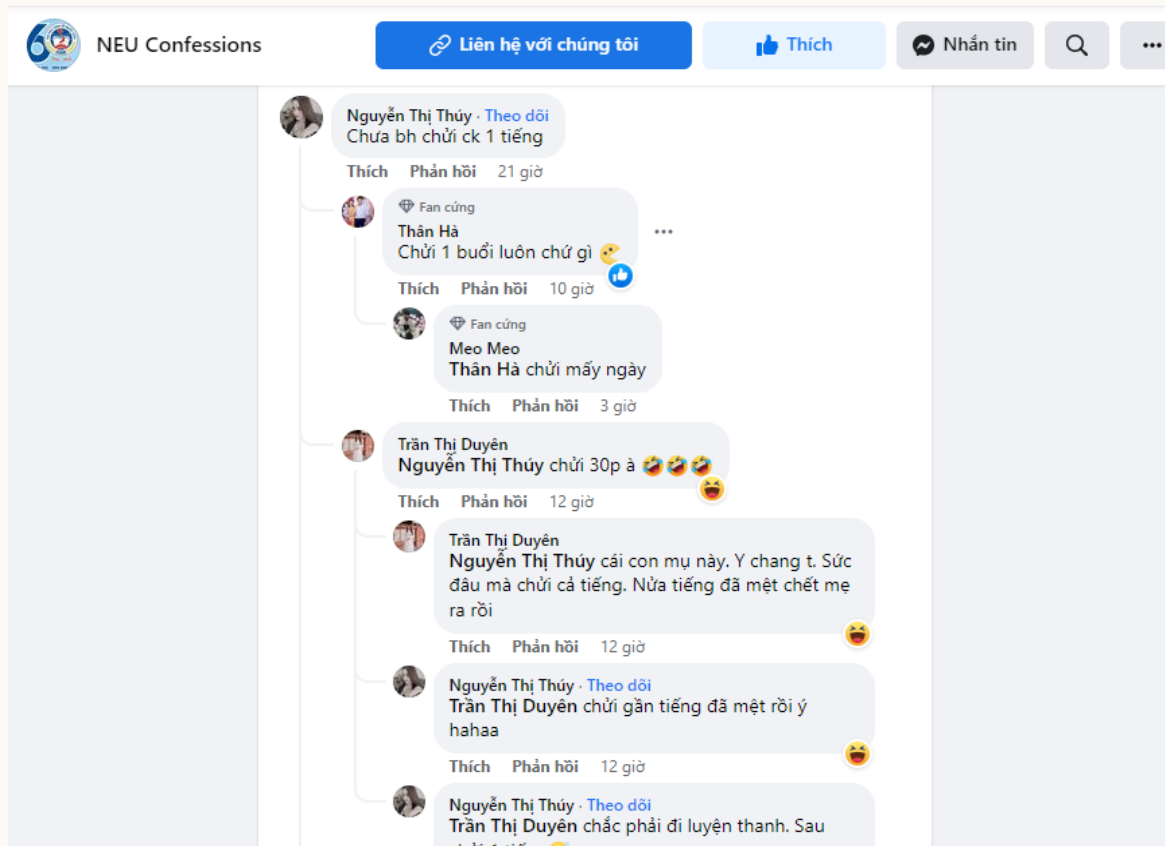 NEU Confessions
Liên hệ với chúng tôi
Thích
Nhắn tin
Nguyễn Thị Thúy · Theo dõi
Chưa bh chửi ck 1 tiếng
Thích Phản hồi 21 giờ
Fan cứng
Thân Hà
Chửi 1 buổi luôn chứ gì
Thích Phản hồi 10 giờ
Fan cứng
Meo Meo
Thân Hà chửi mấy ngày
Thích Phản hồi 3 giờ
Trần Thị Duyên
Nguyễn Thị Thúy chửi 30p à 🤣🤣🤣
Thích Phản hồi 12 giờ
Trần Thị Duyên
Nguyễn Thị Thúy cái con mụ này. Y chang t. Sức
đâu mà chửi cả tiếng. Nửa tiếng đã mệt chết mẹ
ra rồi
Thích Phản hồi 12 giờ
Nguyễn Thị Thúy · Theo dõi
Trần Thị Duyên chửi gần tiếng đã mệt rồi ý
hahaa
Thích Phản hồi 12 giờ
Nguyễn Thị Thúy · Theo dõi
Trần Thị Duyên chắc phải đi luyện thanh. Sau